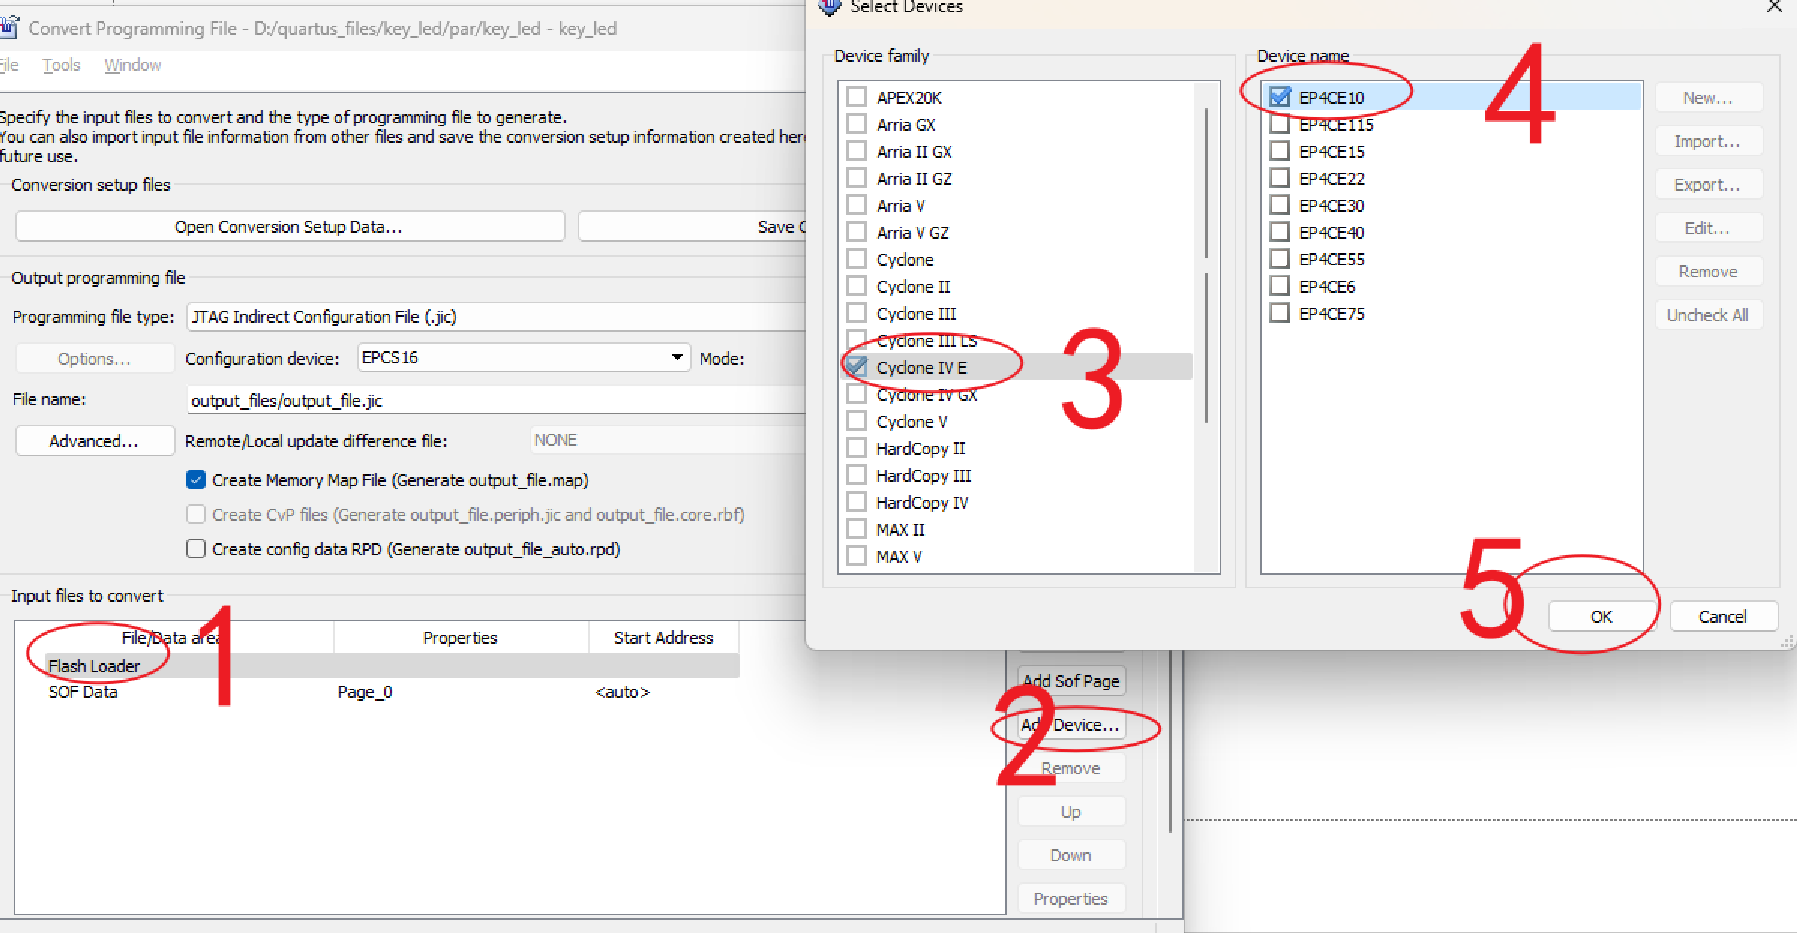 Convert Programming File - D:/quartus_files/key_led/par/key_led - key_led
File Tools Window
Specify the input files to convert and the type of programming file to generate.
You can also import input file information from other files and save the conversion setup information created here
future use.
Conversion setup files
Open Conversion Setup Data...
Save
Output programming file
Programming file type:
JTAG Indirect Configuration File (.jic)
Options...
Configuration device:
EPCS16
Mode:
File name:
output_files/output_file.jic
Advanced...
Remote/Local update difference file:
NONE
Create Memory Map File (Generate output_file.map)
Create CvP files (Generate output_file.periph.jic and output_file.core.rbf)
Create config data RPD (Generate output_file_auto.rpd)
Input files to convert
File/Data area Properties Start Address
Flash Loader
SOF Data Page_0 <auto>
1
Add Sof Page
Add Device...
2
Remove
Up
Down
Properties
Select Devices
Device family
APEX20K
Arria GX
Arria II GX
Arria II GZ
Arria V
Arria V GZ
Cyclone
Cyclone II
Cyclone III
Cyclone III LS
Cyclone IV E
Cyclone IV GX
Cyclone V
HardCopy II
HardCopy III
HardCopy IV
MAX II
MAX V
3
Device name
EP4CE10
EP4CE115
EP4CE15
EP4CE22
EP4CE30
EP4CE40
EP4CE55
EP4CE6
EP4CE75
4
New...
Import...
Export...
Edit...
Remove
Uncheck All
5
OK
Cancel